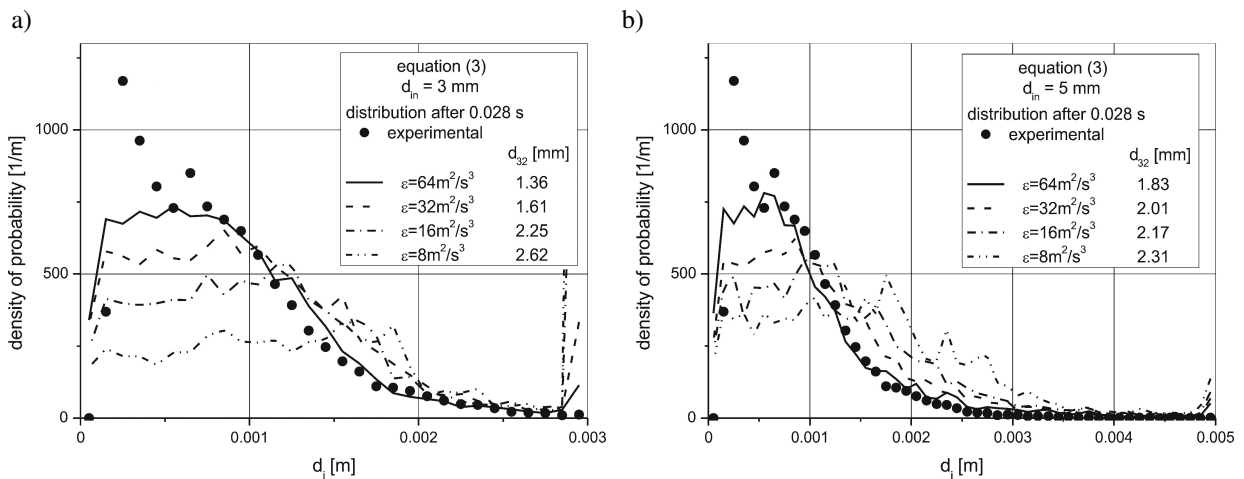 a)
equation (3)
d_in = 3 mm
distribution after 0.028 s
● experimental
d_32 [mm]
ε=64m²/s³ 1.36
ε=32m²/s³ 1.61
ε=16m²/s³ 2.25
ε=8m²/s³ 2.62
density of probability [1/m]
1000
500
0
0 0.001 0.002 0.003
d_i [m]
b)
equation (3)
d_in = 5 mm
distribution after 0.028 s
● experimental
d_32 [mm]
ε=64m²/s³ 1.83
ε=32m²/s³ 2.01
ε=16m²/s³ 2.17
ε=8m²/s³ 2.31
density of probability [1/m]
1000
500
0
0 0.001 0.002 0.003 0.004 0.005
d_i [m]